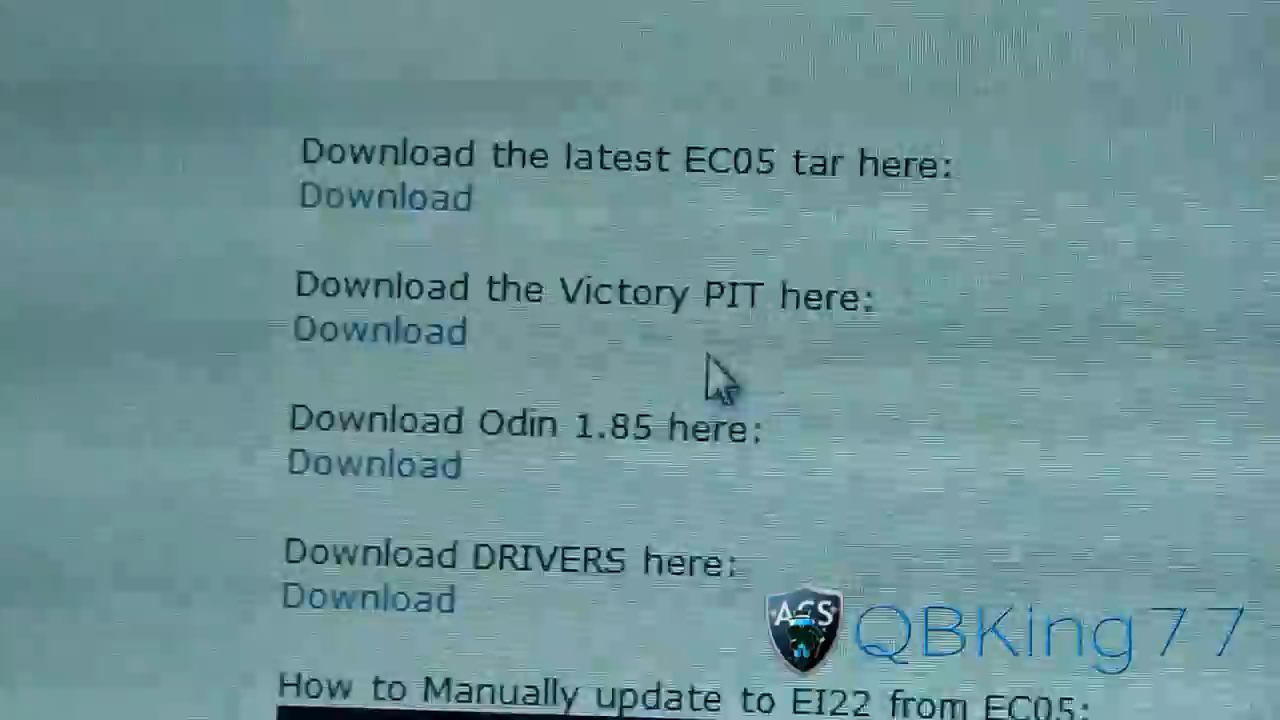 Download the latest EC05 tar here:
Download
Download the Victory PIT here:
Download
Download Odin 1.85 here:
Download
Download DRIVERS here:
Download
ACS
QBKing77
How to Manually update to EI22 from EC05: